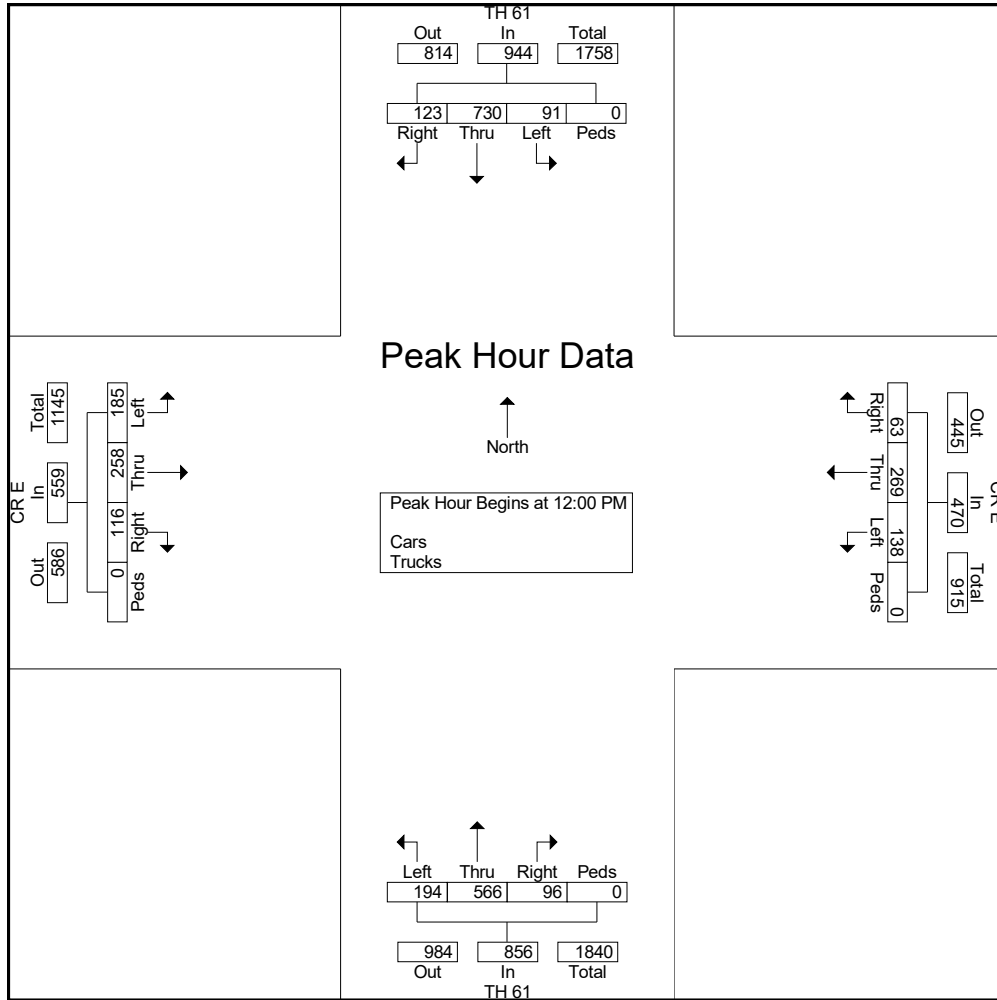 TH 61
Out In Total
814 944 1758
123 730 91 0
Right Thru Left Peds
Peak Hour Data
North
Peak Hour Begins at 12:00 PM
Cars
Trucks
CR E
Total In Out
1145 559 586
185 258 116 0
Left Thru Right Peds
Right Thru Left Peds
63 269 138 0
Out In Total
445 470 915
CR E
Left Thru Right Peds
194 566 96 0
984 856 1840
Out In Total
TH 61